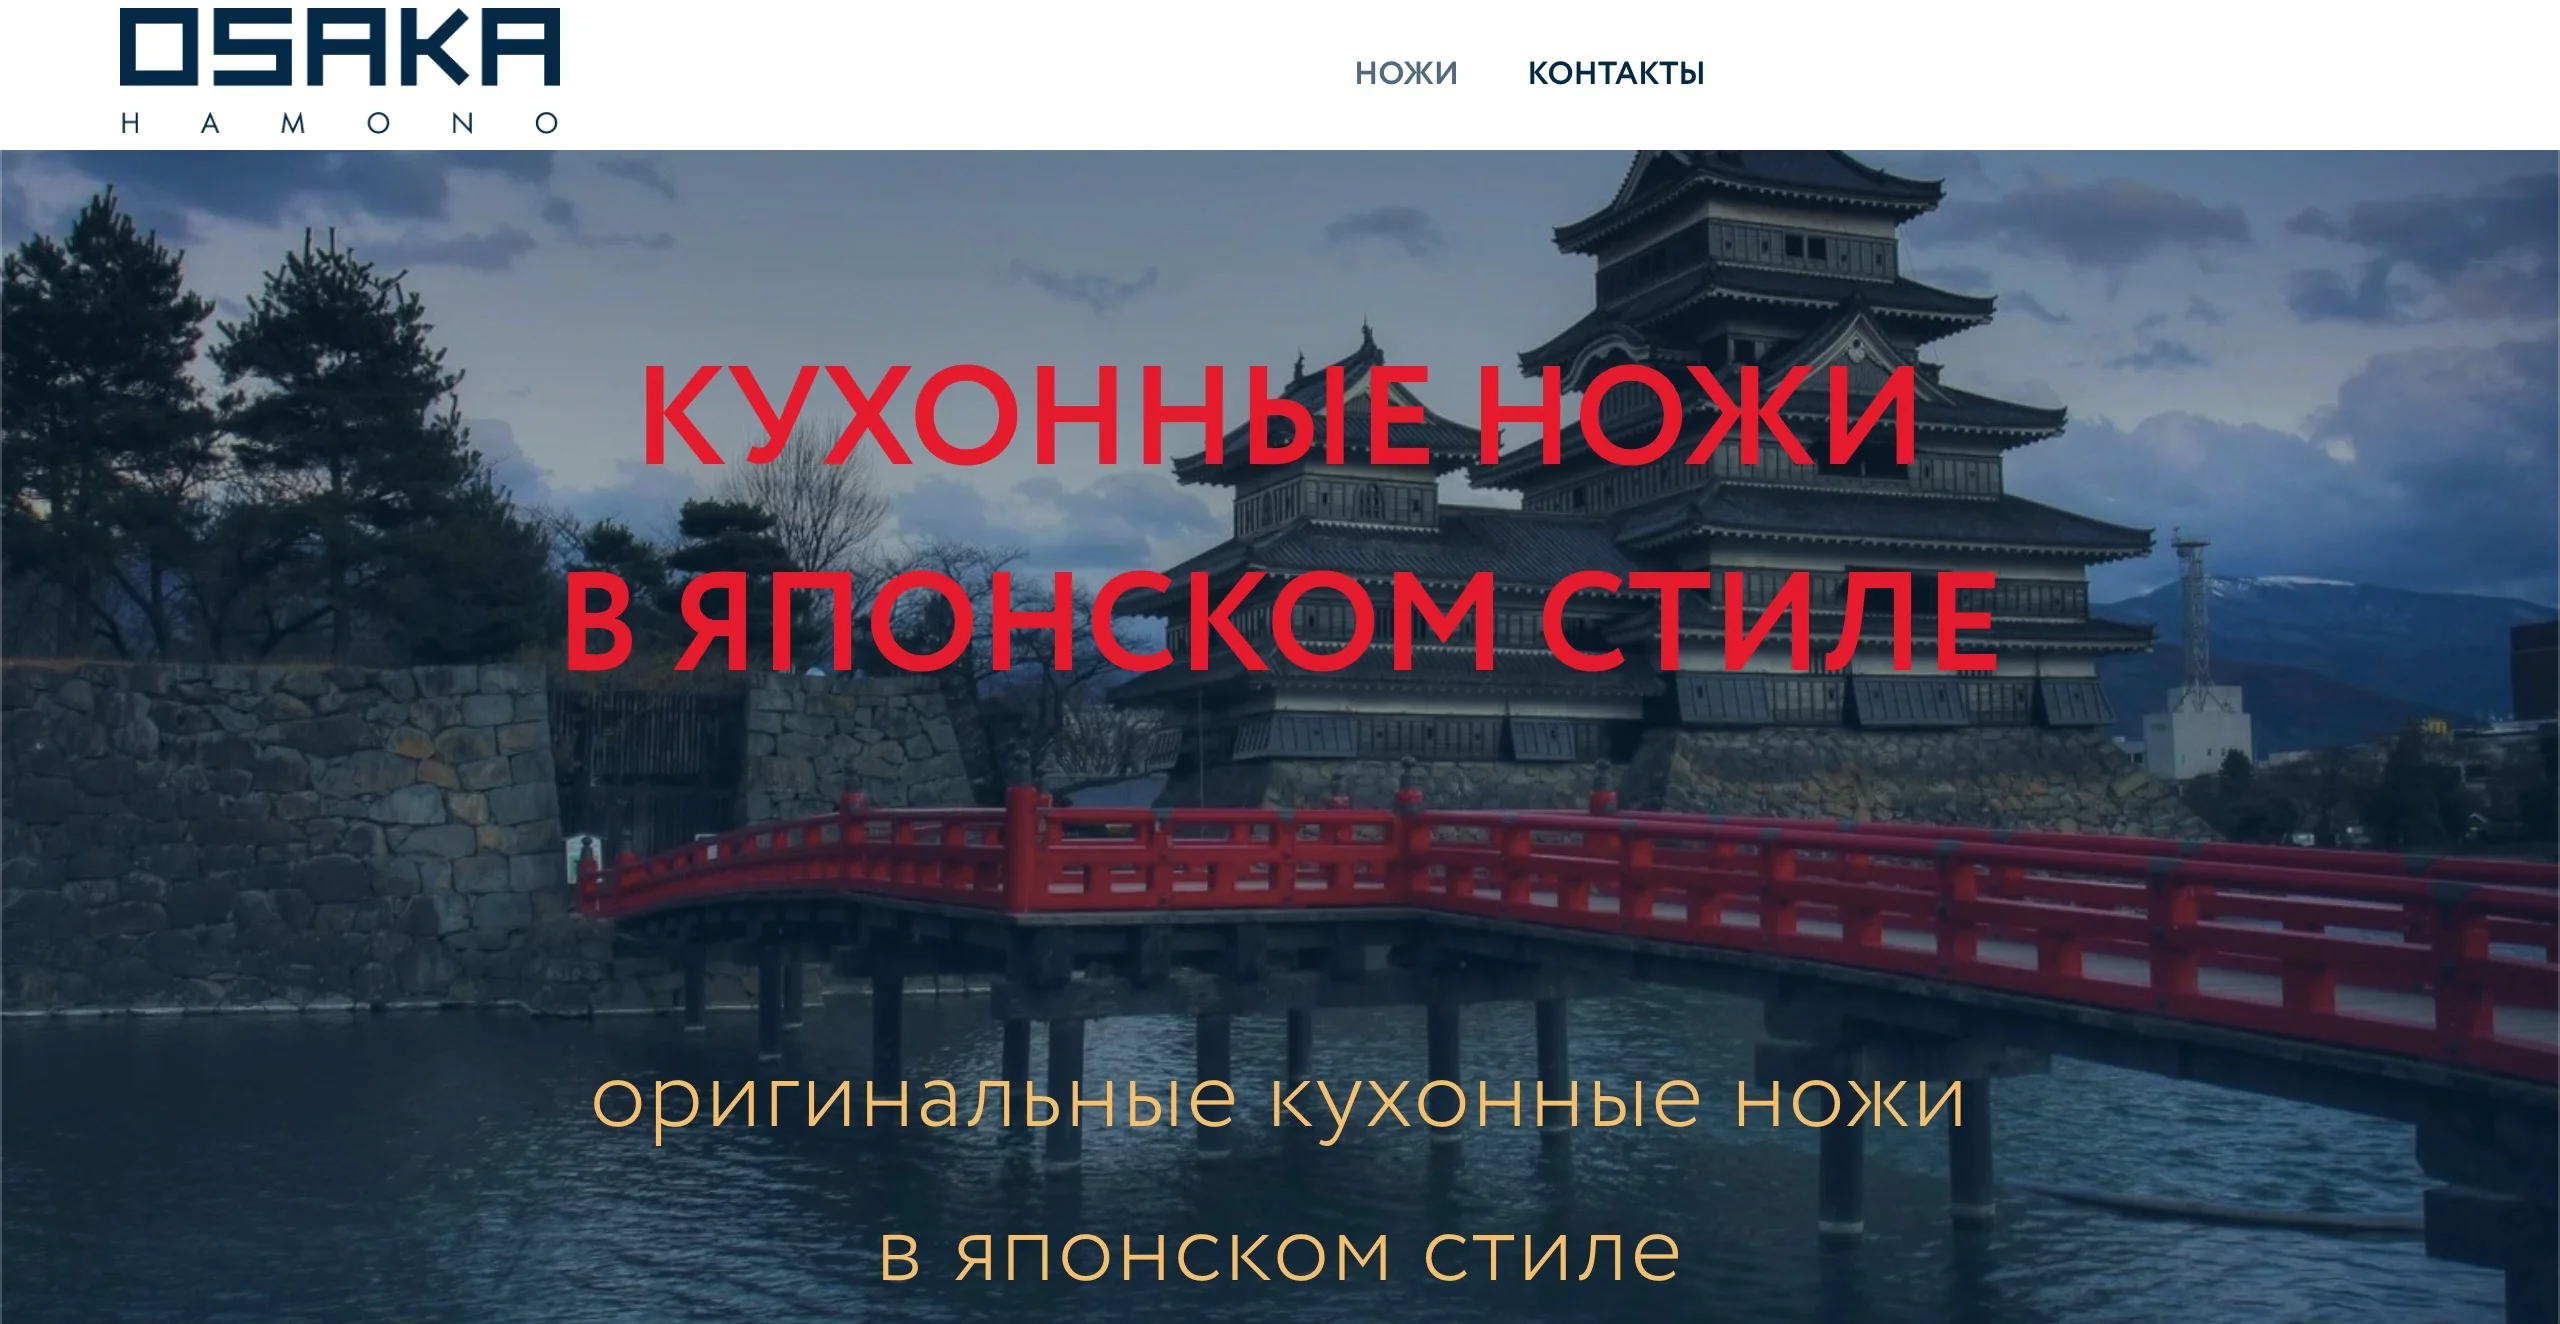 OSAKA
HAMONO
НОЖИ КОНТАКТЫ
КУХОННЫЕ НОЖИ
В ЯПОНСКОМ СТИЛЕ
оригинальные кухонные ножи
в японском стиле